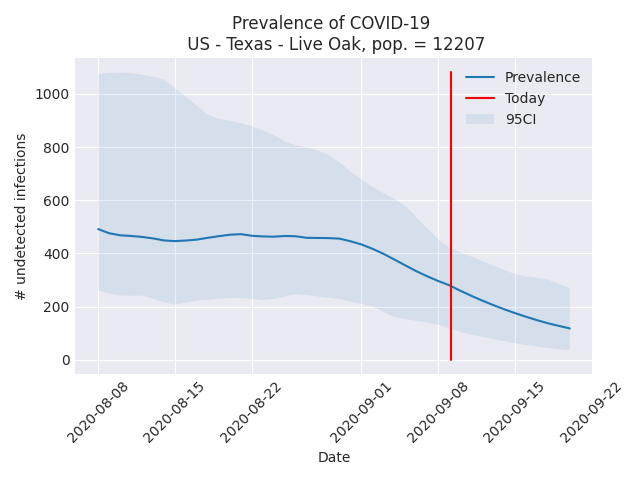 Prevalence of COVID-19
US - Texas - Live Oak, pop. = 12207
Prevalence
Today
95CI
# undetected infections
1000
800
600
400
200
0
2020-08-08
2020-08-15
2020-08-22
2020-09-01
2020-09-08
2020-09-15
2020-09-22
Date